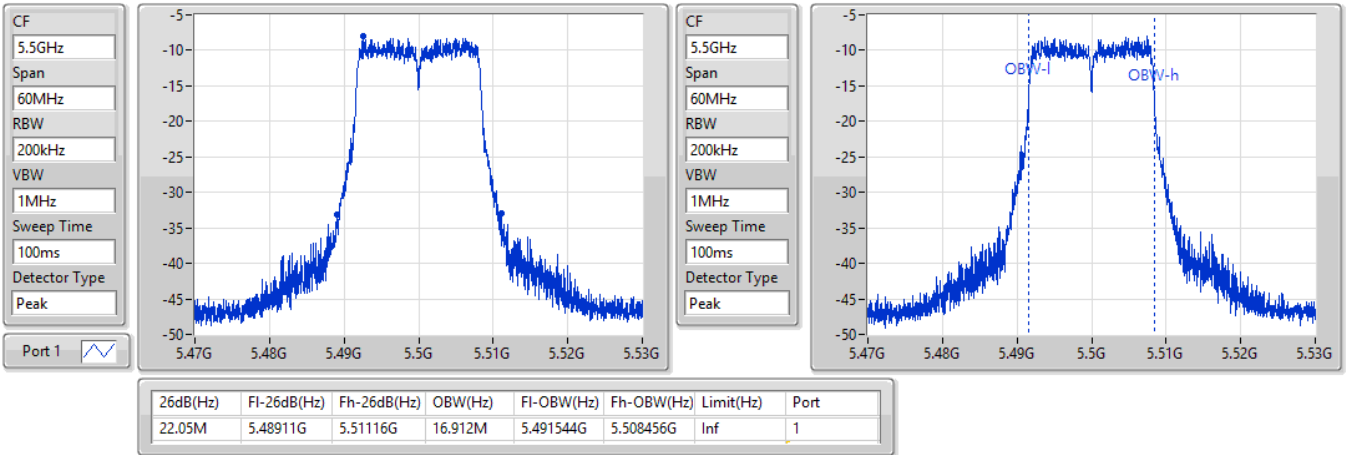 CF
5.5GHz
Span
60MHz
RBW
200kHz
VBW
1MHz
Sweep Time
100ms
Detector Type
Peak
Port 1
-5
-10
-15
-20
-25
-30
-35
-40
-45
-50
5.47G 5.48G 5.49G 5.5G 5.51G 5.52G 5.53G
CF
5.5GHz
Span
60MHz
RBW
200kHz
VBW
1MHz
Sweep Time
100ms
Detector Type
Peak
-5
-10
-15
-20
-25
-30
-35
-40
-45
-50
OBW-l
OBW-h
5.47G 5.48G 5.49G 5.5G 5.51G 5.52G 5.53G
26dB(Hz) Fl-26dB(Hz) Fh-26dB(Hz) OBW(Hz) Fl-OBW(Hz) Fh-OBW(Hz) Limit(Hz) Port
22.05M 5.48911G 5.51116G 16.912M 5.491544G 5.508456G Inf 1